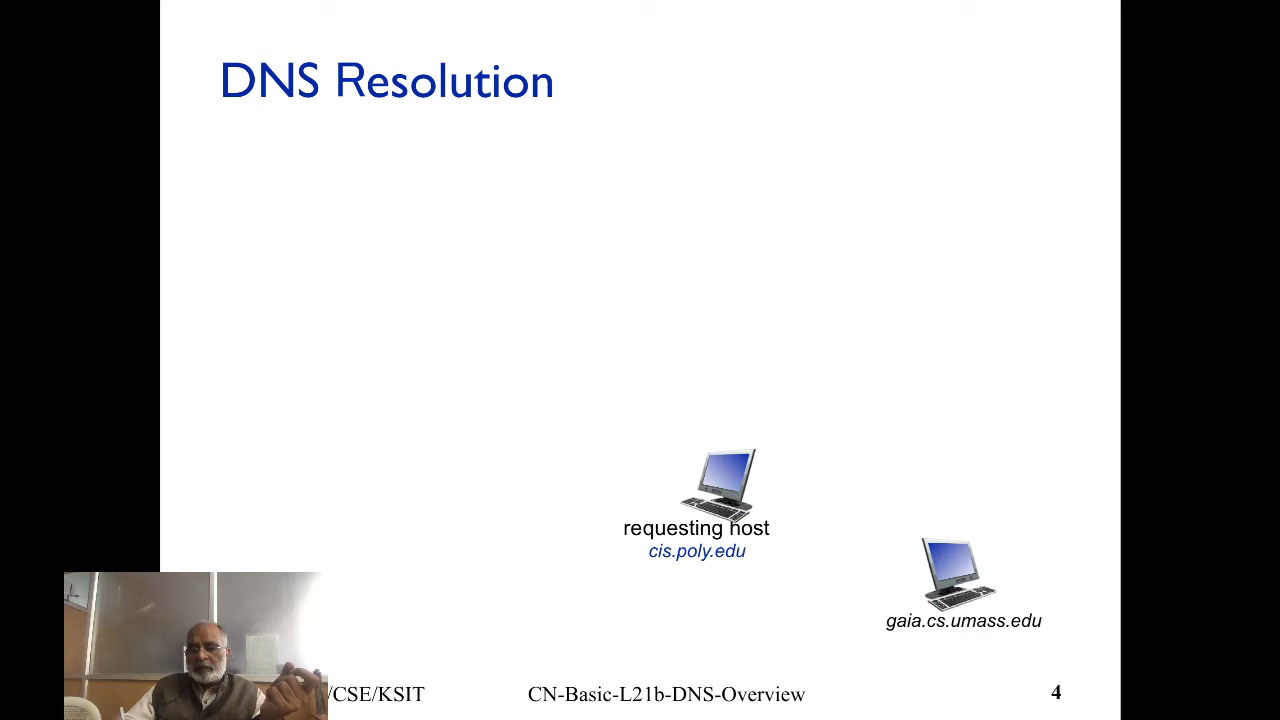 DNS Resolution
requesting host
cis.poly.edu
gaia.cs.umass.edu
/CSE/KSIT
CN-Basic-L21b-DNS-Overview
4